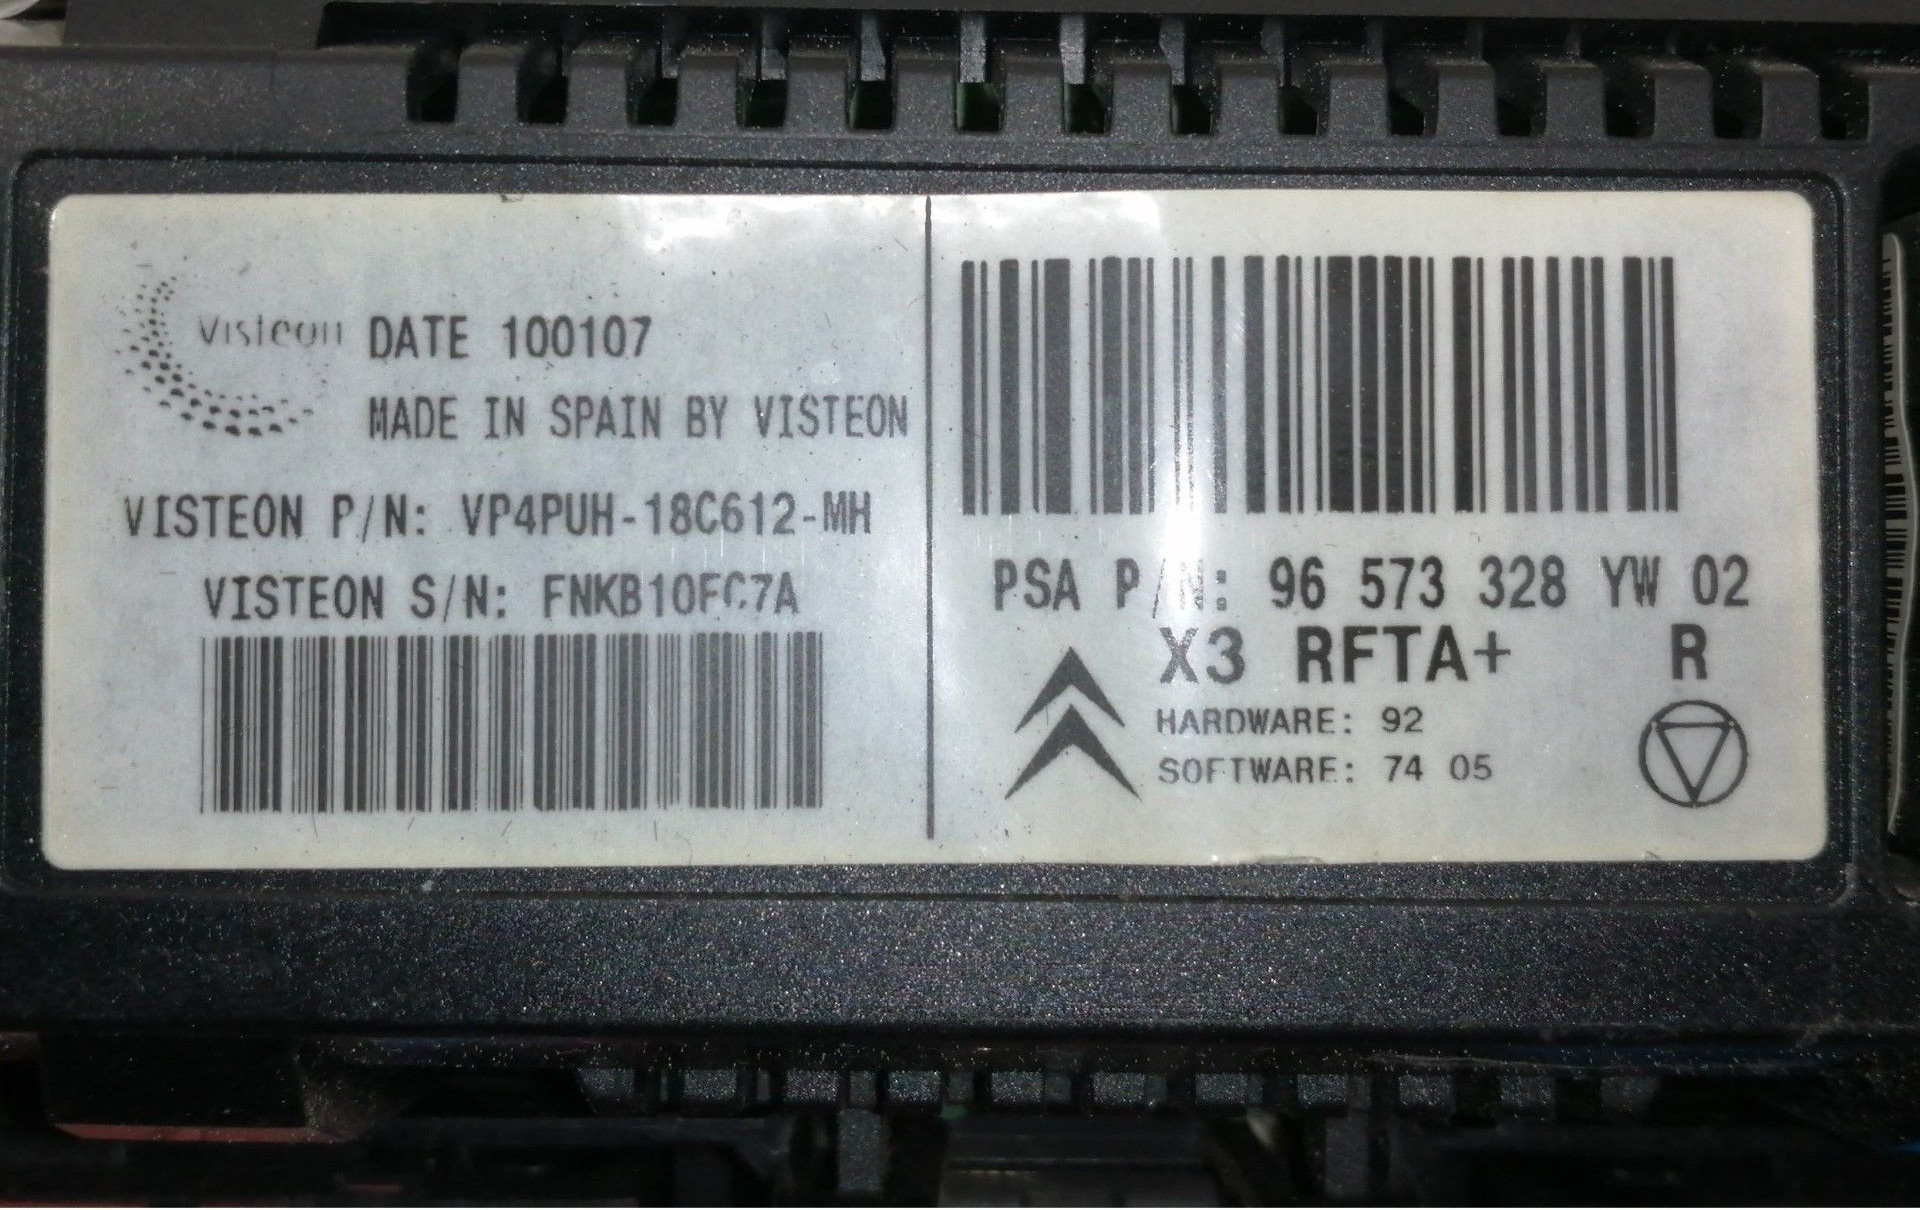 Visteon DATE 100107
MADE IN SPAIN BY VISTEON
VISTEON P/N: VP4PUH-18C612-MH
VISTEON S/N: FNKB10FC7A
PSA P/N: 96 573 328 YW 02
X3 RFTA+ R
HARDWARE: 92
SOFTWARE: 74 05